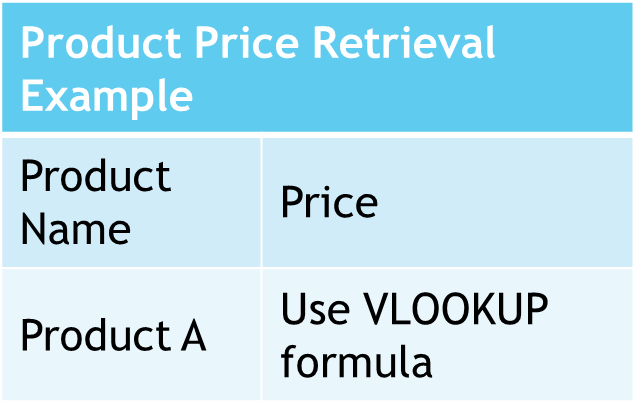 Product Price Retrieval
Example
Product
Name
Price
Product A
Use VLOOKUP
formula